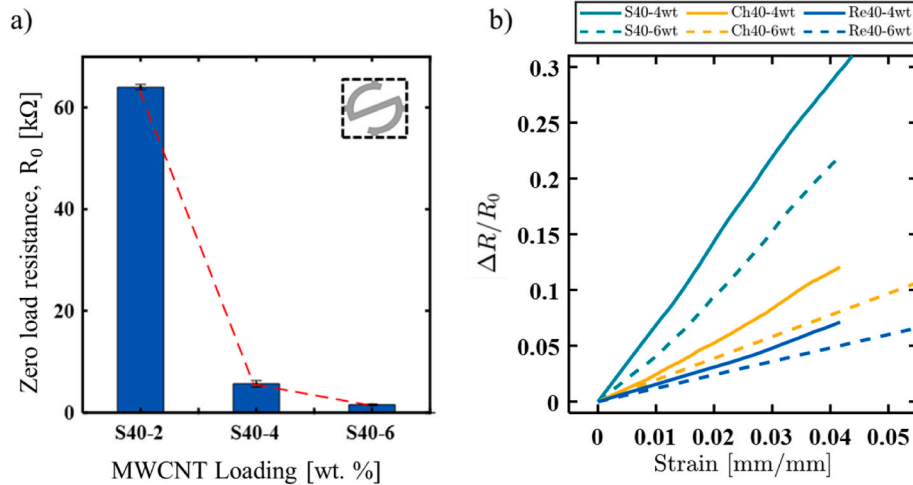 a)
Zero load resistance, R0 [kΩ]
60
40
20
0
S40-2
S40-4
S40-6
MWCNT Loading [wt. %]
b)
S40-4wt
Ch40-4wt
Re40-4wt
S40-6wt
Ch40-6wt
Re40-6wt
ΔR/R0
0.3
0.25
0.2
0.15
0.1
0.05
0
0
0.01
0.02
0.03
0.04
0.05
Strain [mm/mm]